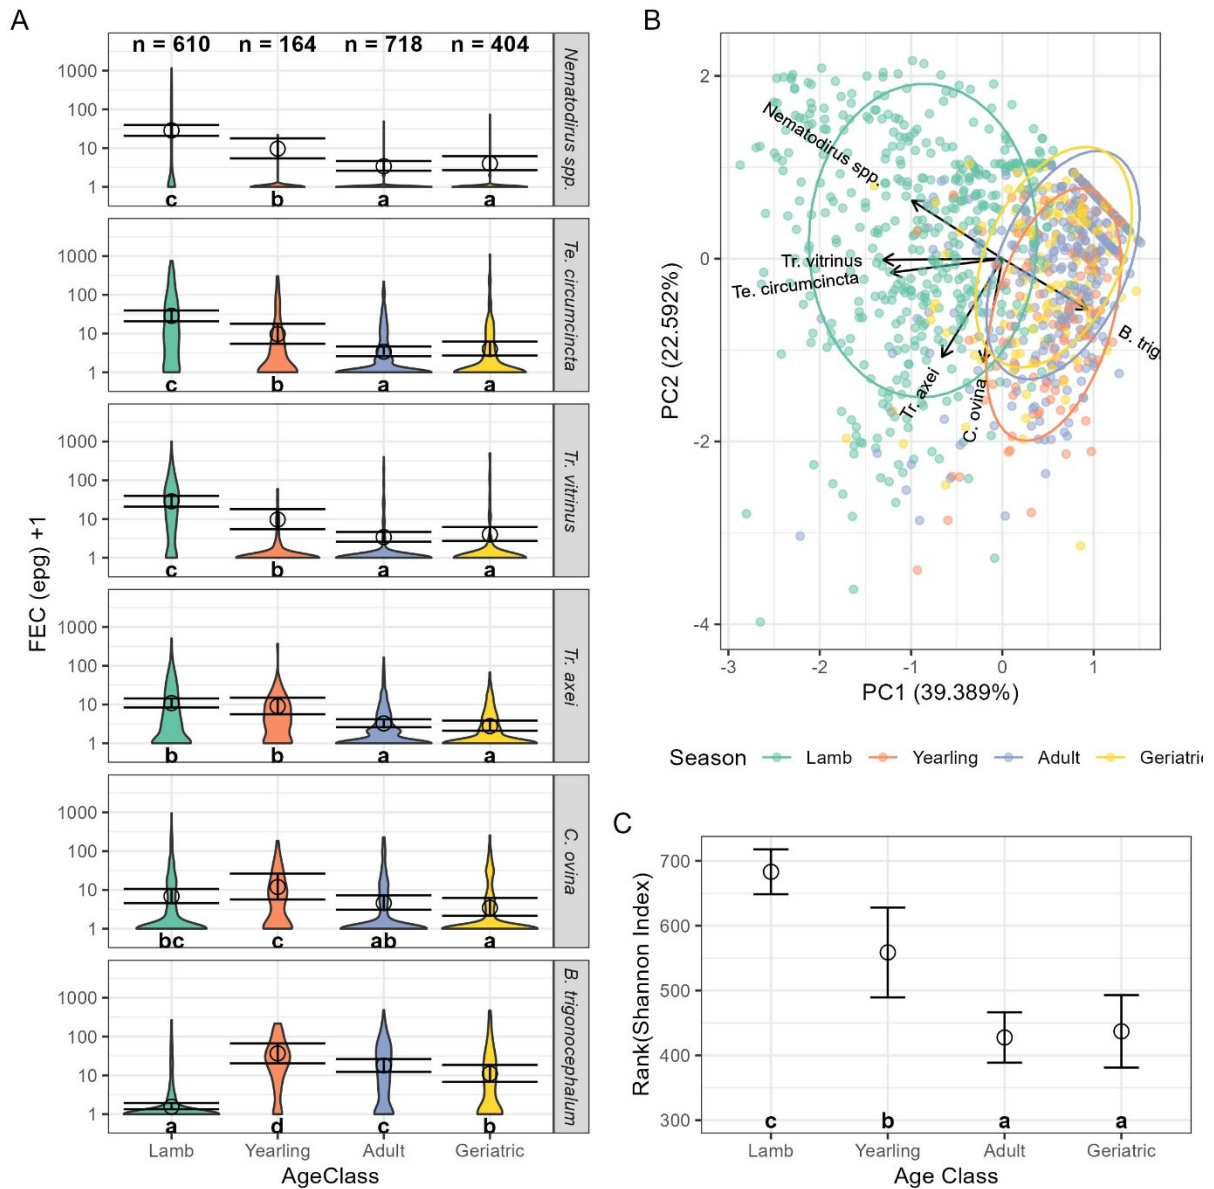 A
n = 610 n = 164 n = 718 n = 404
1000
100
10
1
c b a a
Nematodirus spp.
1000
100
10
1
c b a a
Te. circumcincta
1000
100
10
1
c b a a
Tr. vitrinus
1000
100
10
1
b b a a
Tr. axei
1000
100
10
1
bc c ab a
C. ovina
1000
100
10
1
a d c b
B. trigonocephalum
FEC (epg) +1
Lamb Yearling Adult Geriatric
AgeClass
B
2
0
-2
-4
PC2 (22.592%)
Nematodirus spp.
Tr. vitrinus
Te. circumcincta
Tr. axei
C. ovina
B. trig
-3 -2 -1 0 1
PC1 (39.389%)
Season Lamb Yearling Adult Geriatri
C
700
600
500
400
300
Rank(Shannon Index)
c b a a
Lamb Yearling Adult Geriatric
Age Class